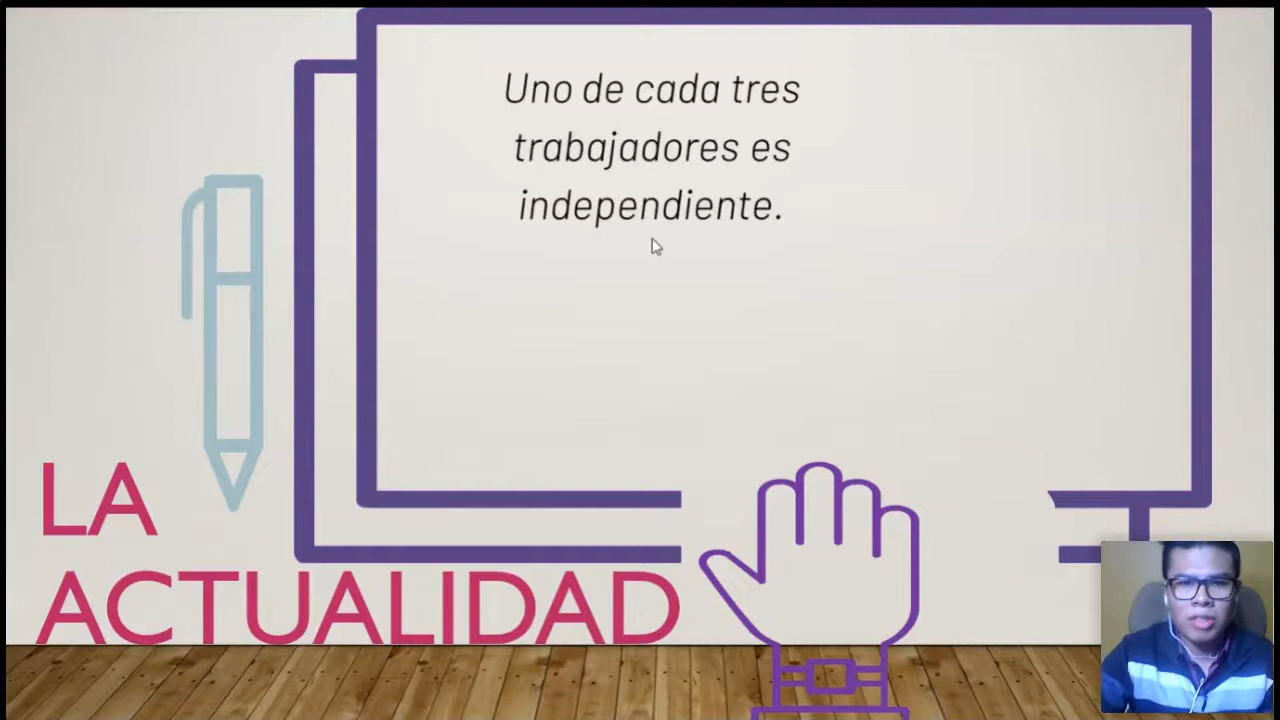 Uno de cada tres
trabajadores es
independiente.
LA
ACTUALIDAD